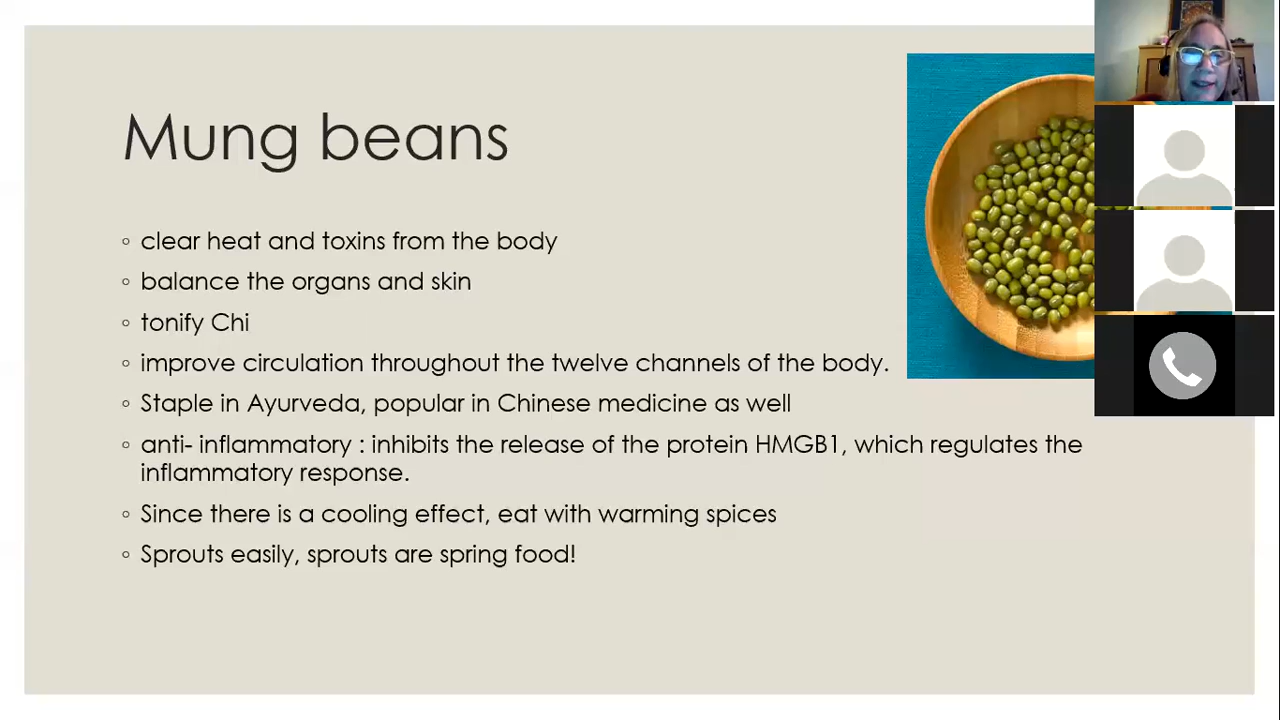 Mung beans
◦ clear heat and toxins from the body
◦ balance the organs and skin
◦ tonify Chi
◦ improve circulation throughout the twelve channels of the body.
◦ Staple in Ayurveda, popular in Chinese medicine as well
◦ anti- inflammatory : inhibits the release of the protein HMGB1, which regulates the
inflammatory response.
◦ Since there is a cooling effect, eat with warming spices
◦ Sprouts easily, sprouts are spring food!